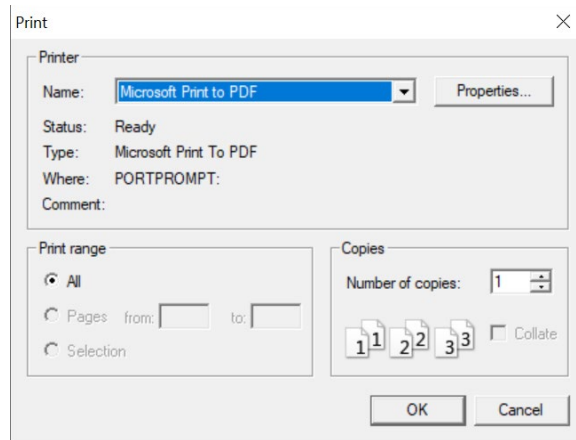 Print
Printer
Name: Microsoft Print to PDF Properties...
Status: Ready
Type: Microsoft Print To PDF
Where: PORTPROMPT:
Comment:
Print range
All
Pages from: to:
Selection
Copies
Number of copies: 1
1 1 2 2 3 3 Collate
OK Cancel